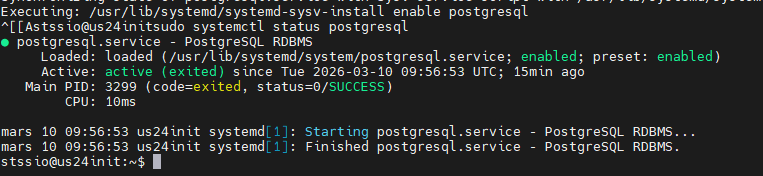 Executing: /usr/lib/systemd/systemd-sysv-install enable postgresql
^[[Astssio@us24initsudo systemctl status postgresql
● postgresql.service - PostgreSQL RDBMS
Loaded: loaded (/usr/lib/systemd/system/postgresql.service; enabled; preset: enabled)
Active: active (exited) since Tue 2026-03-10 09:56:53 UTC; 15min ago
Main PID: 3299 (code=exited, status=0/SUCCESS)
CPU: 10ms
mars 10 09:56:53 us24init systemd[1]: Starting postgresql.service - PostgreSQL RDBMS...
mars 10 09:56:53 us24init systemd[1]: Finished postgresql.service - PostgreSQL RDBMS.
stssio@us24init:~$